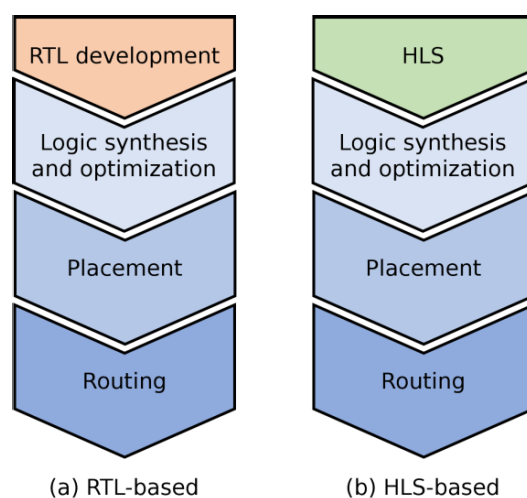 RTL development
Logic synthesis
and optimization
Placement
Routing
(a) RTL-based
HLS
Logic synthesis
and optimization
Placement
Routing
(b) HLS-based